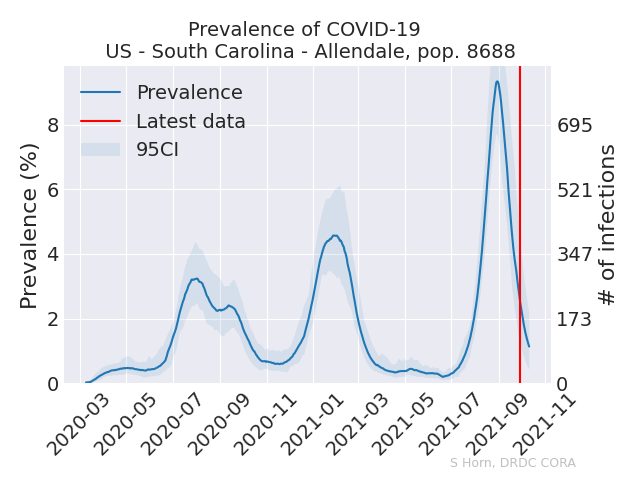 Prevalence of COVID-19
US - South Carolina - Allendale, pop. 8688
Prevalence
Latest data
95CI
Prevalence (%)
8
6
4
2
0
695
521
347
173
0
# of infections
2020-03
2020-05
2020-07
2020-09
2020-11
2021-01
2021-03
2021-05
2021-07
2021-09
2021-11
S Horn, DRDC CORA